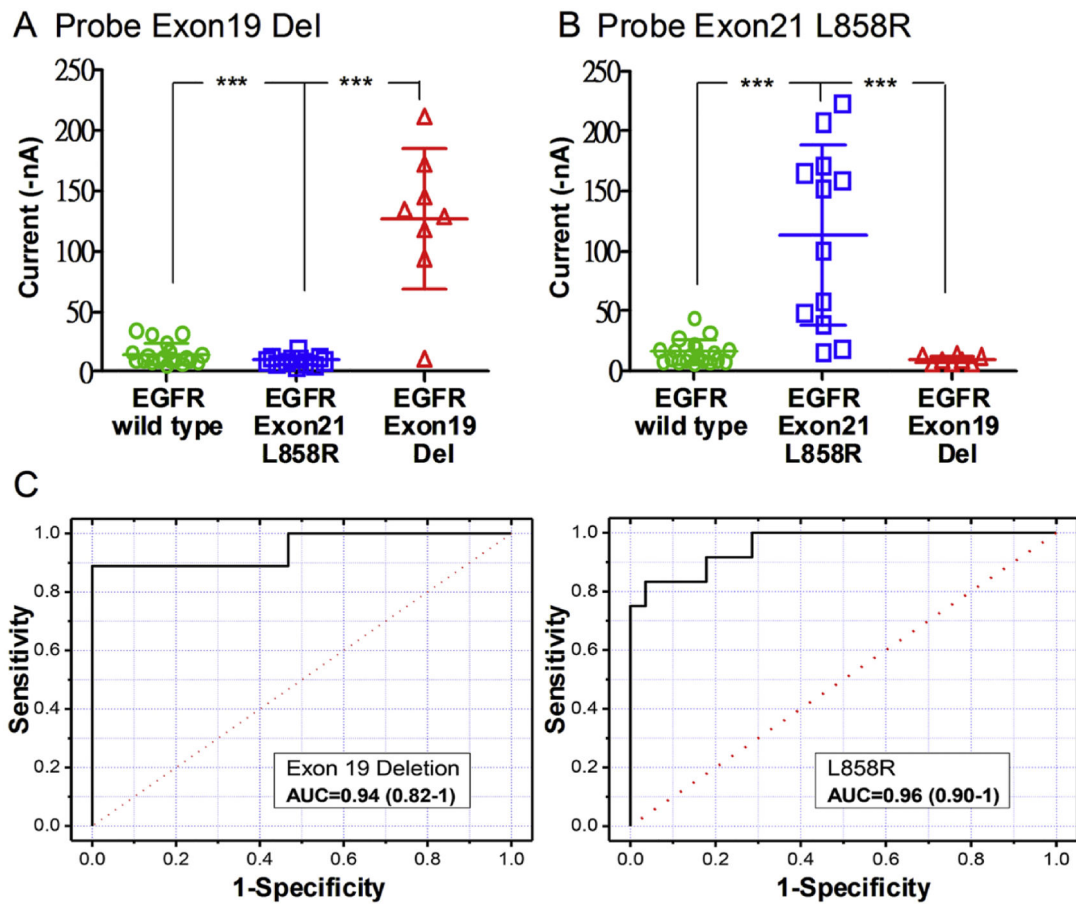 A Probe Exon19 Del
250
200
150
100
50
0
Current (-nA)
*** ***
EGFR
wild type
EGFR
Exon21
L858R
EGFR
Exon19
Del
B Probe Exon21 L858R
250
200
150
100
50
0
Current (-nA)
*** ***
EGFR
wild type
EGFR
Exon21
L858R
EGFR
Exon19
Del
C
1.0
0.8
0.6
0.4
0.2
0.0
Sensitivity
Exon 19 Deletion
AUC=0.94 (0.82-1)
0.0 0.2 0.4 0.6 0.8 1.0
1-Specificity
1.0
0.8
0.6
0.4
0.2
0.0
Sensitivity
L858R
AUC=0.96 (0.90-1)
0.0 0.2 0.4 0.6 0.8 1.0
1-Specificity